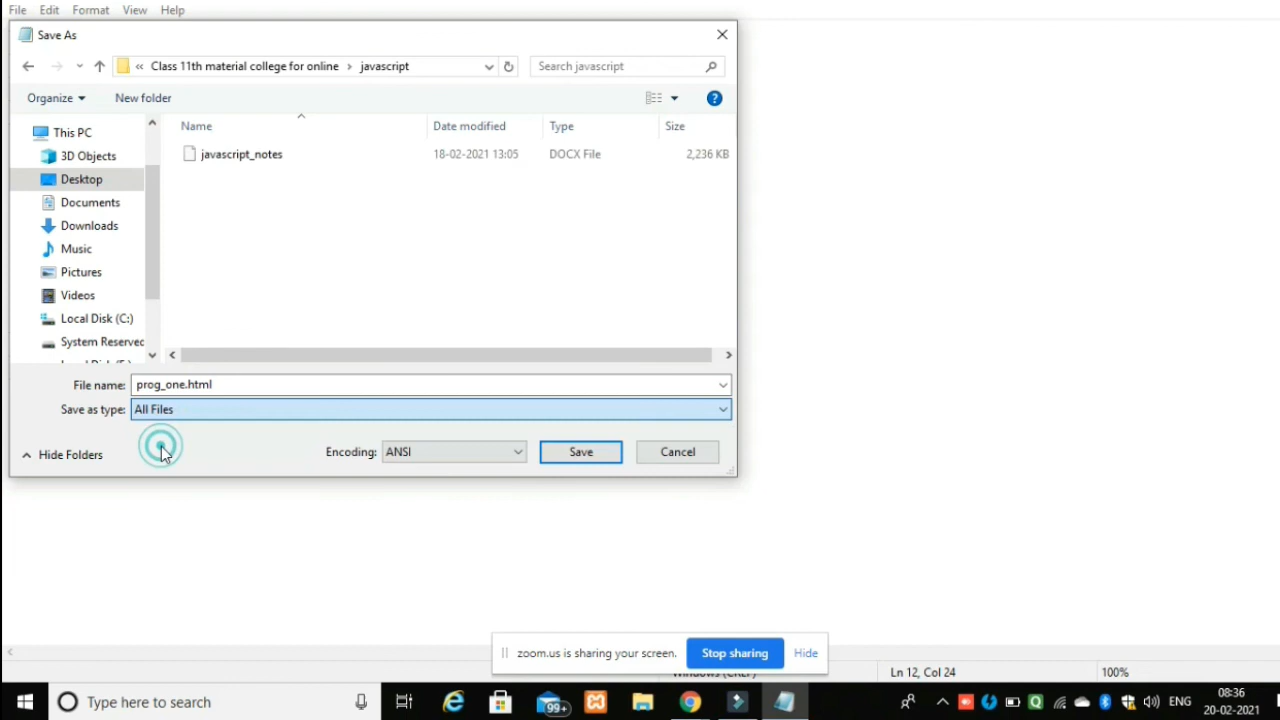 File Edit Format View Help
Save As
« Class 11th material college for online › javascript
Search javascript
Organize New folder
Name Date modified Type Size
javascript_notes 18-02-2021 13:05 DOCX File 2,236 KB
This PC
3D Objects
Desktop
Documents
Downloads
Music
Pictures
Videos
Local Disk (C:)
System Reserved
File name: prog_one.html
Save as type: All Files
Hide Folders Encoding: ANSI Save Cancel
zoom.us is sharing your screen. Stop sharing Hide
Ln 12, Col 24 100%
Type here to search
99+
ENG
08:36
20-02-2021